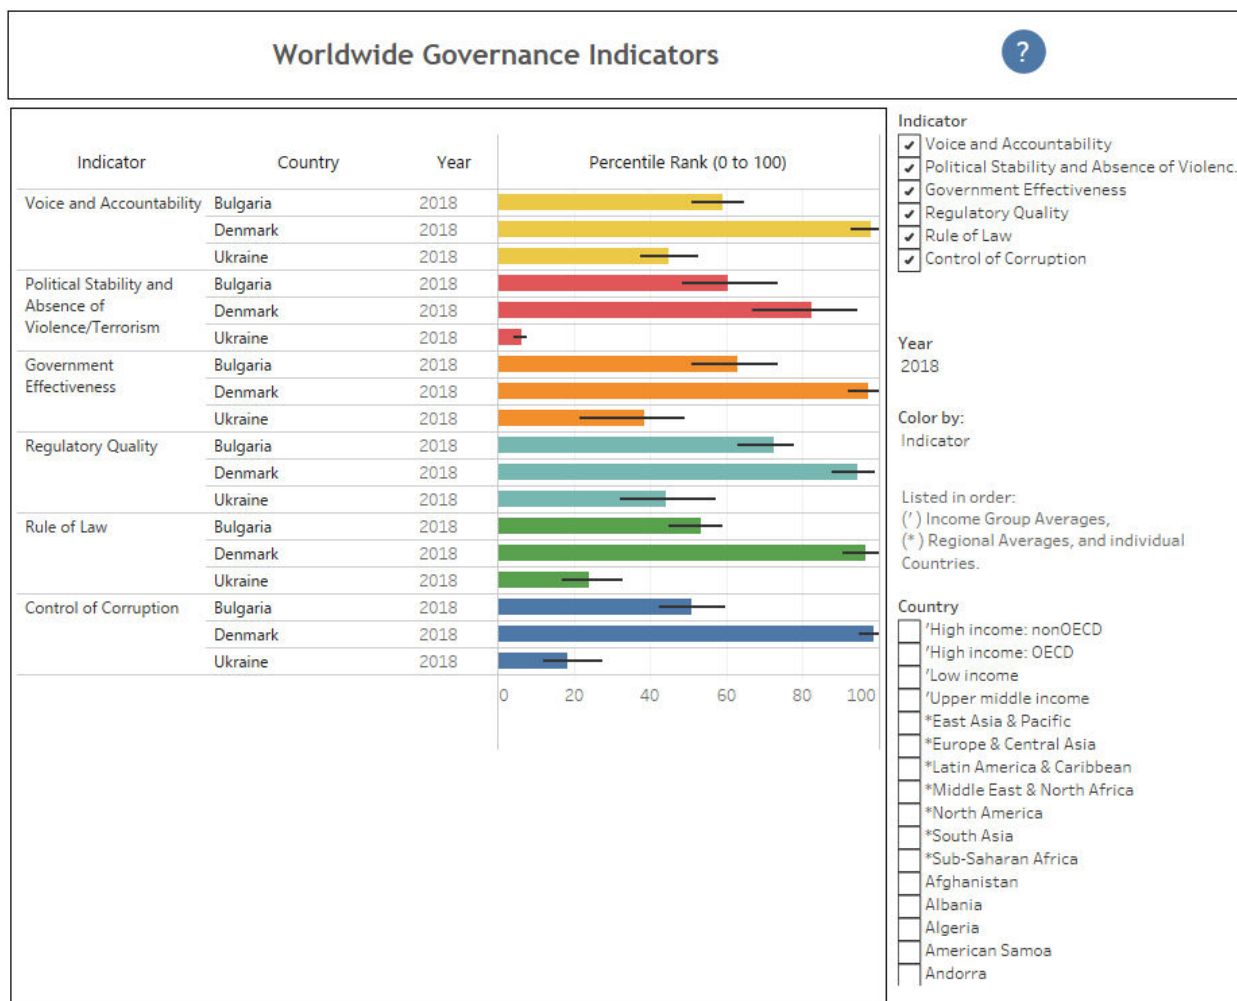 Worldwide Governance Indicators
?
Indicator Country Year Percentile Rank (0 to 100)
Voice and Accountability Bulgaria 2018
Denmark 2018
Ukraine 2018
Political Stability and Bulgaria 2018
Absence of Denmark 2018
Violence/Terrorism Ukraine 2018
Government Bulgaria 2018
Effectiveness Denmark 2018
Ukraine 2018
Regulatory Quality Bulgaria 2018
Denmark 2018
Ukraine 2018
Rule of Law Bulgaria 2018
Denmark 2018
Ukraine 2018
Control of Corruption Bulgaria 2018
Denmark 2018
Ukraine 2018
0 20 40 60 80 100
Indicator
Voice and Accountability
Political Stability and Absence of Violenc.
Government Effectiveness
Regulatory Quality
Rule of Law
Control of Corruption
Year
2018
Color by:
Indicator
Listed in order:
(') Income Group Averages,
(*) Regional Averages, and individual
Countries.
Country
'High income: nonOECD
'High income: OECD
'Low income
'Upper middle income
*East Asia & Pacific
*Europe & Central Asia
*Latin America & Caribbean
*Middle East & North Africa
*North America
*South Asia
*Sub-Saharan Africa
Afghanistan
Albania
Algeria
American Samoa
Andorra